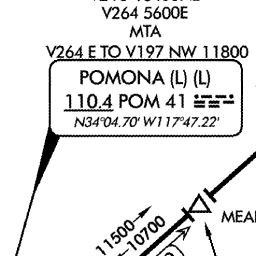 V264 5600E
MTA
V264 E TO V197 NW 11800
POMONA (L) (L)
110.4 POM 41
N34°04.70' W117°47.22'
11500
10700